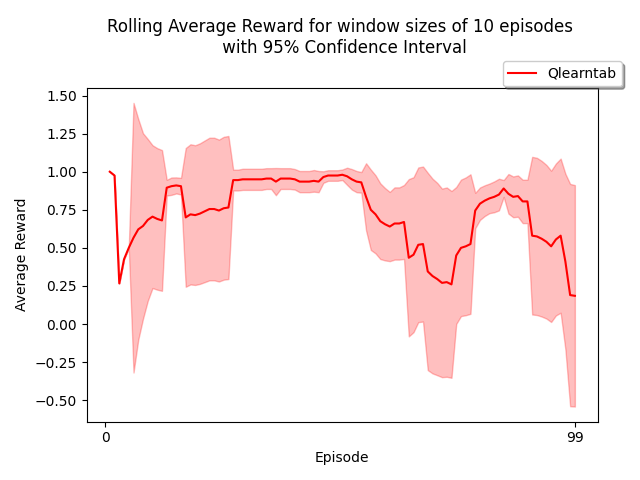 Rolling Average Reward for window sizes of 10 episodes
with 95% Confidence Interval
Qlearntab
1.50
1.25
1.00
0.75
0.50
0.25
0.00
−0.25
−0.50
Average Reward
0
99
Episode